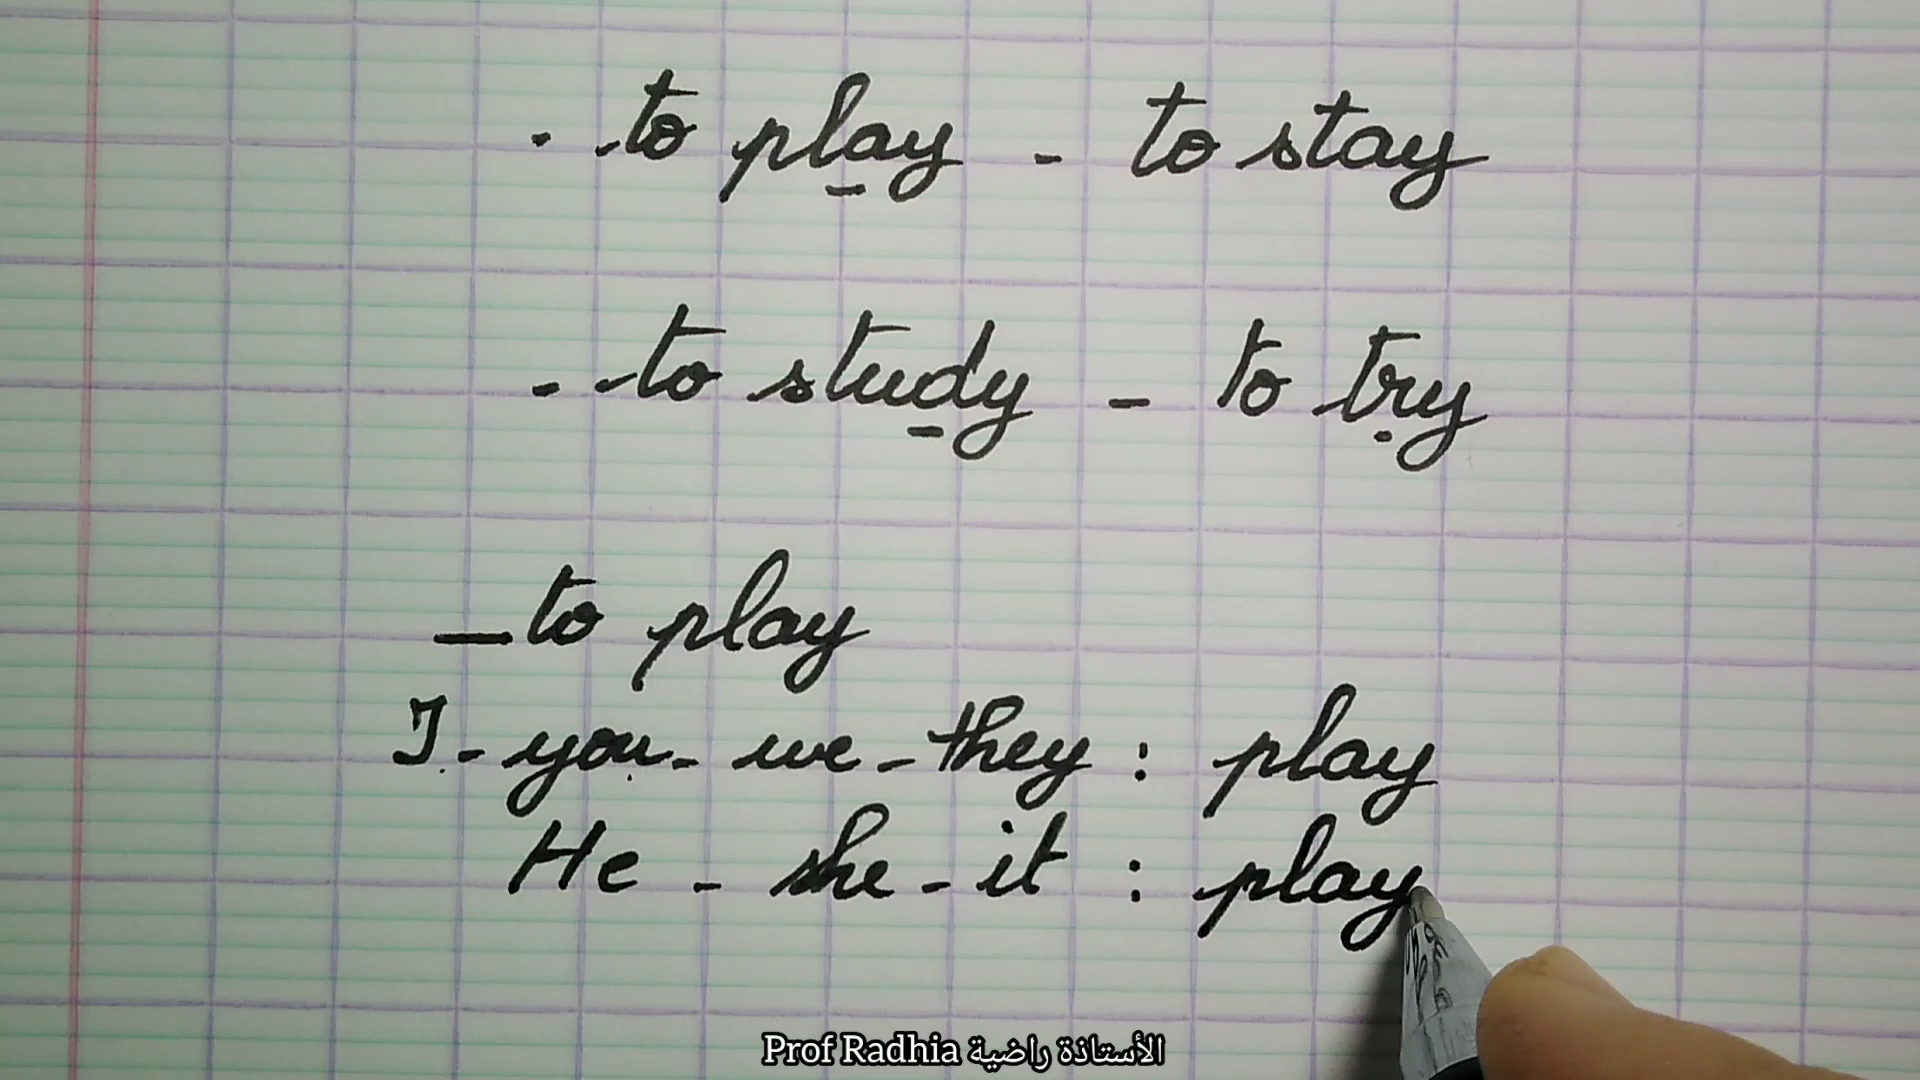 - to play - to stay
- to study - to try
to play
I - you - we - they : play
He - she - it : play
Prof Radhia الأستاذة راضية